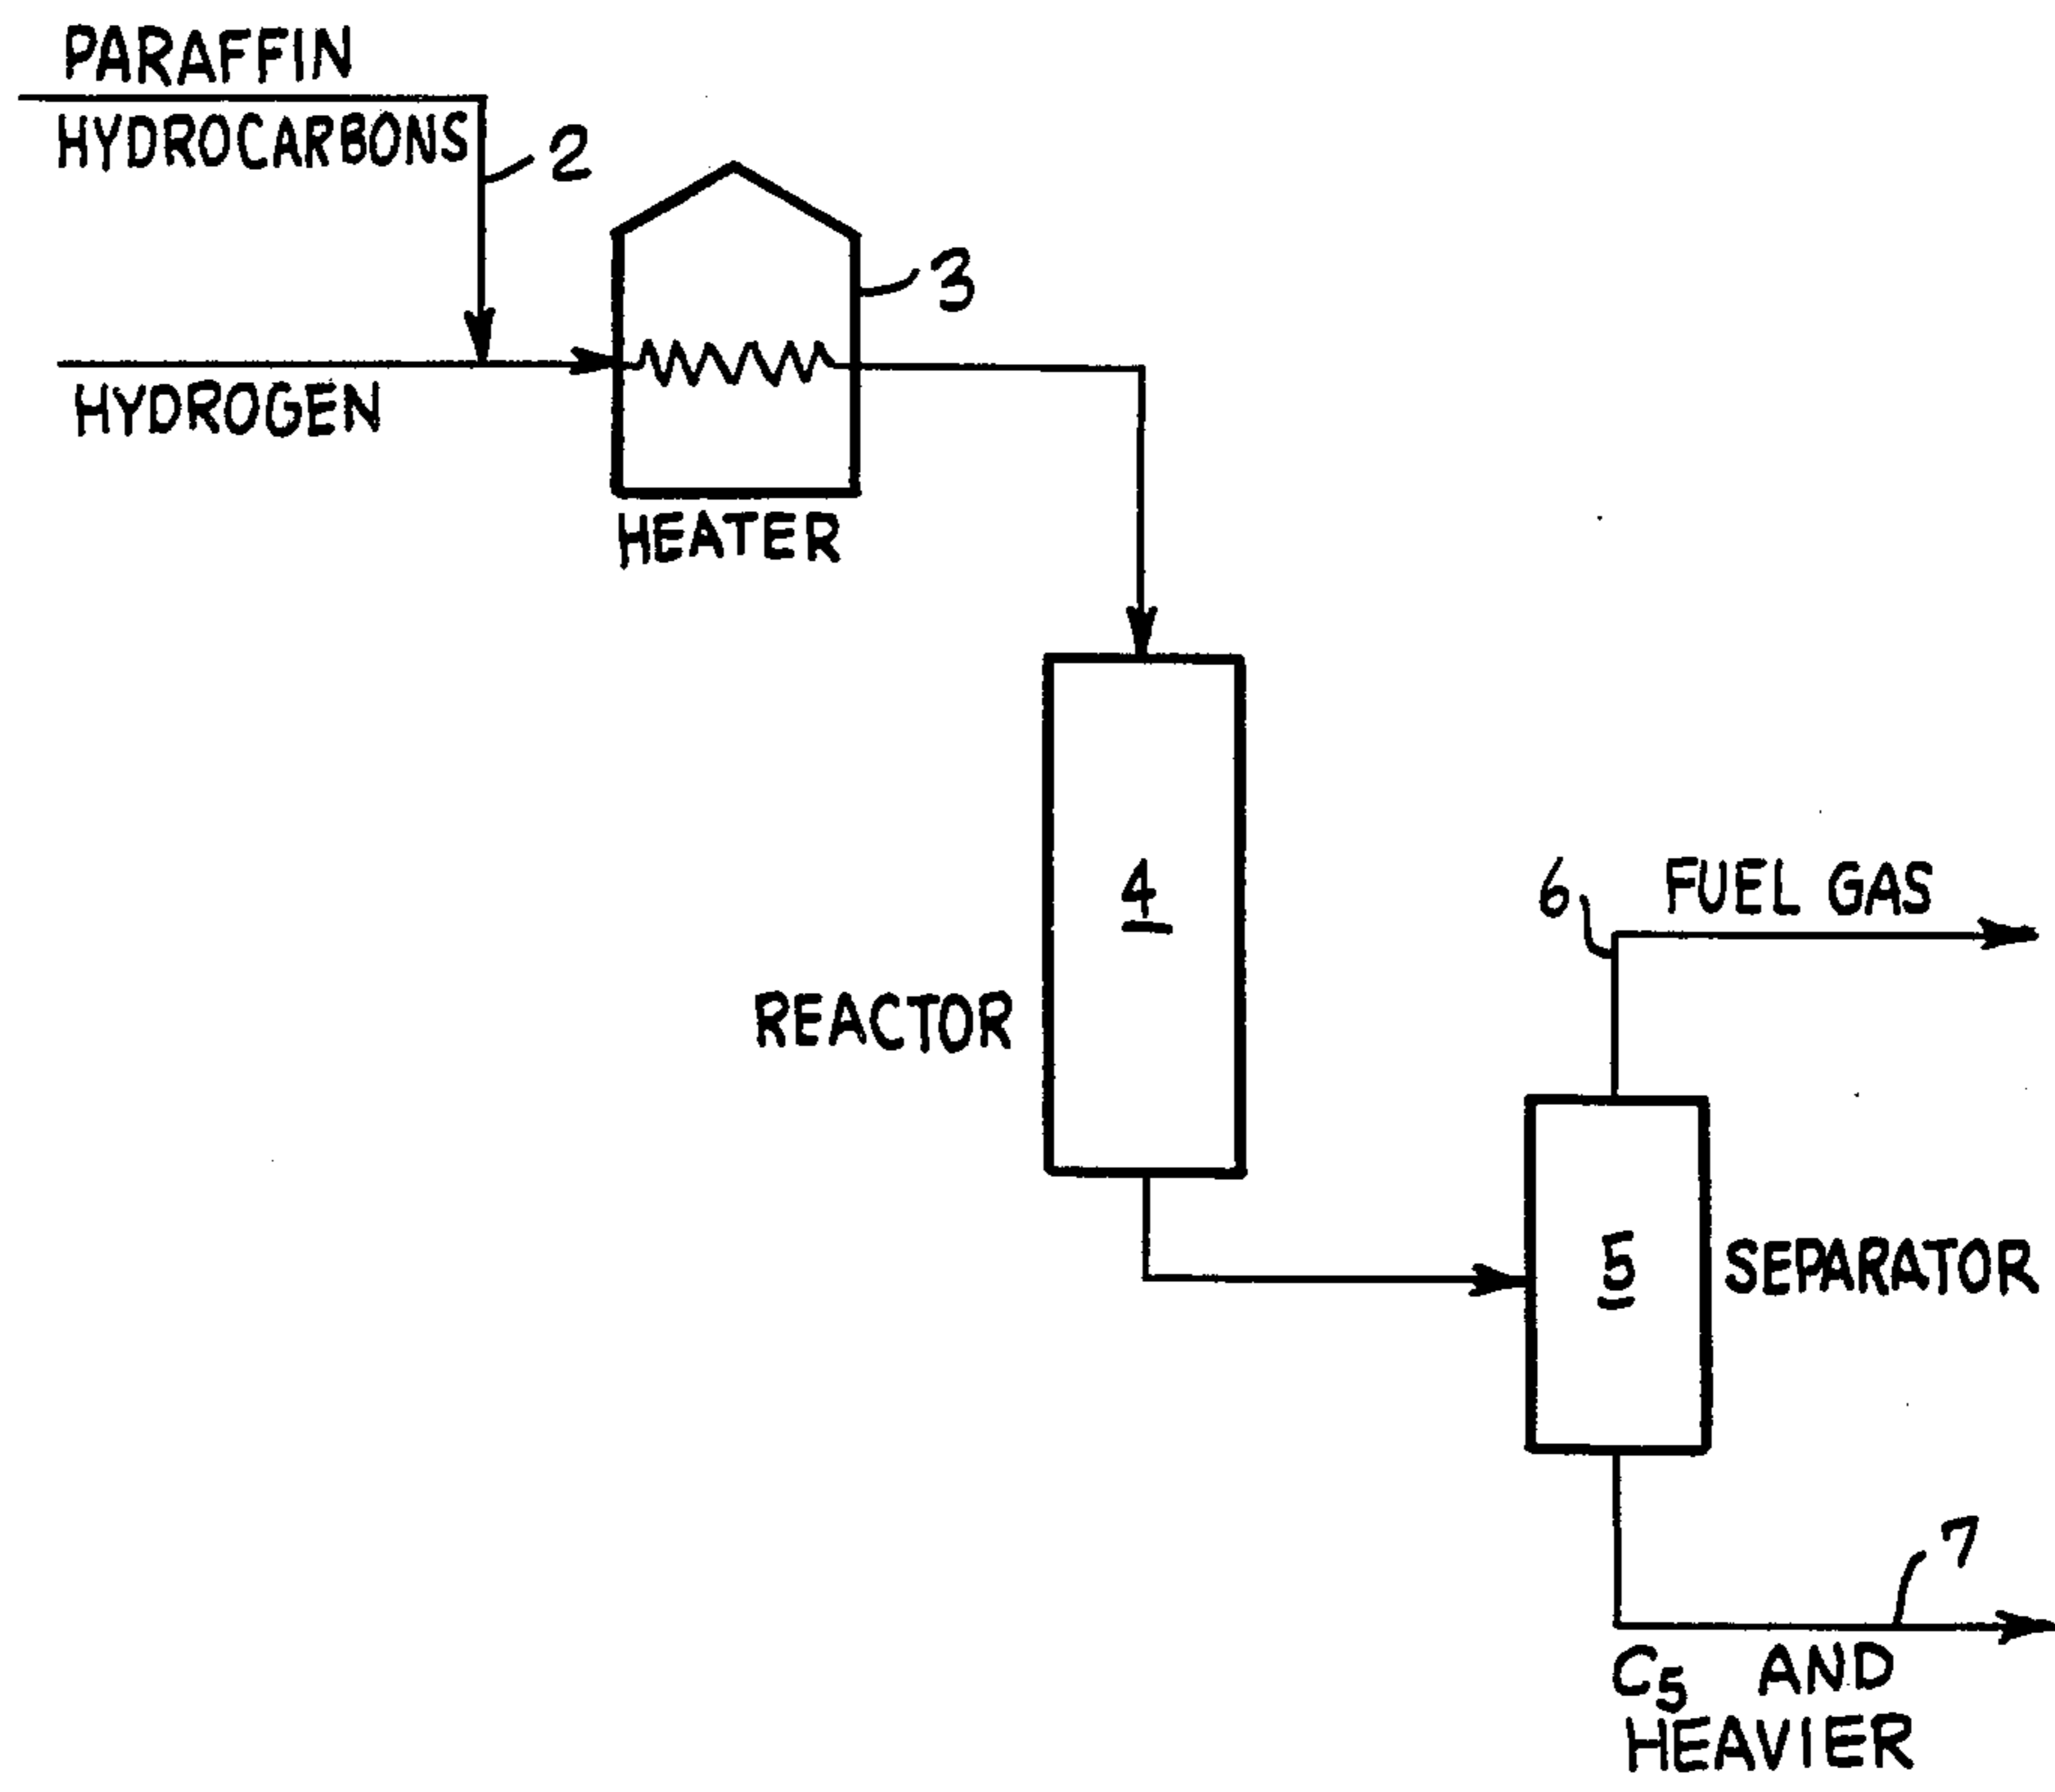 PARAFFIN
HYDROCARBONS
2
3
HYDROGEN
HEATER
4
REACTOR
6
FUEL GAS
5
SEPARATOR
7
C5 AND
HEAVIER